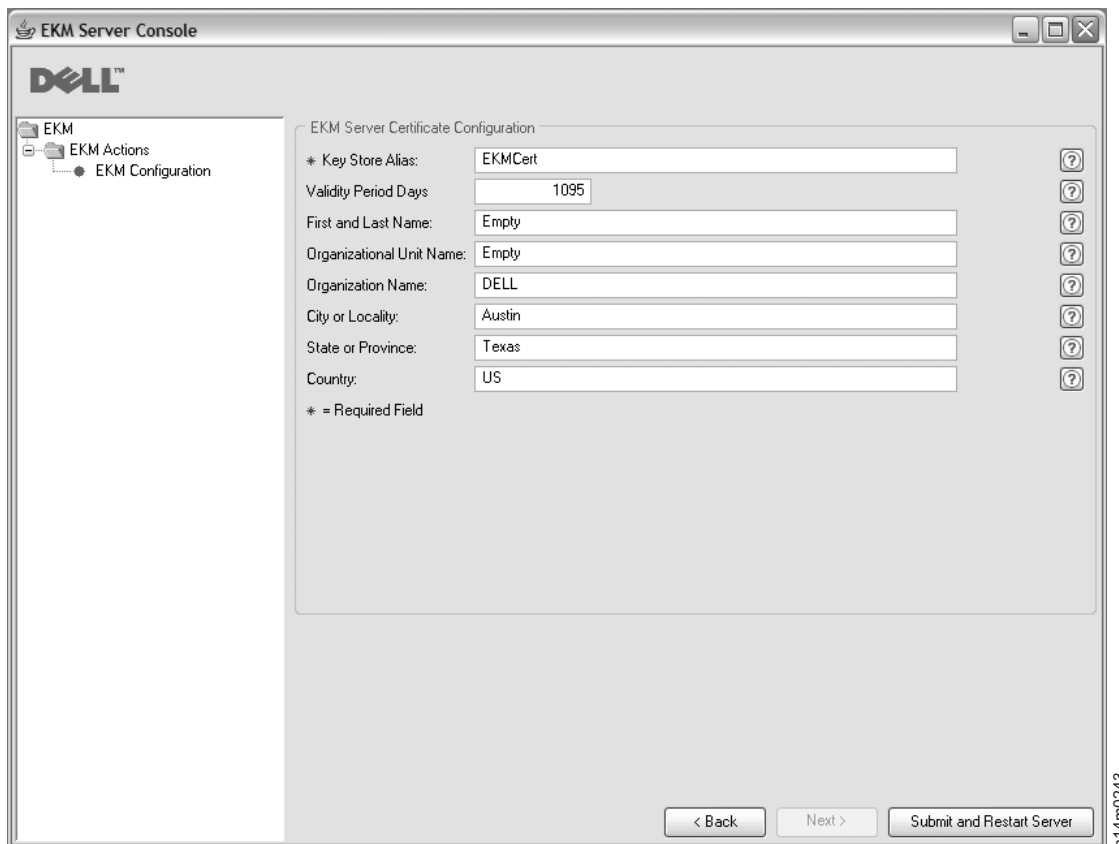 EKM Server Console
DELL™
EKM
EKM Actions
EKM Configuration
EKM Server Certificate Configuration
* Key Store Alias: EKMCert
Validity Period Days 1095
First and Last Name: Empty
Organizational Unit Name: Empty
Organization Name: DELL
City or Locality: Austin
State or Province: Texas
Country: US
* = Required Field
< Back Next > Submit and Restart Server
a14m0243